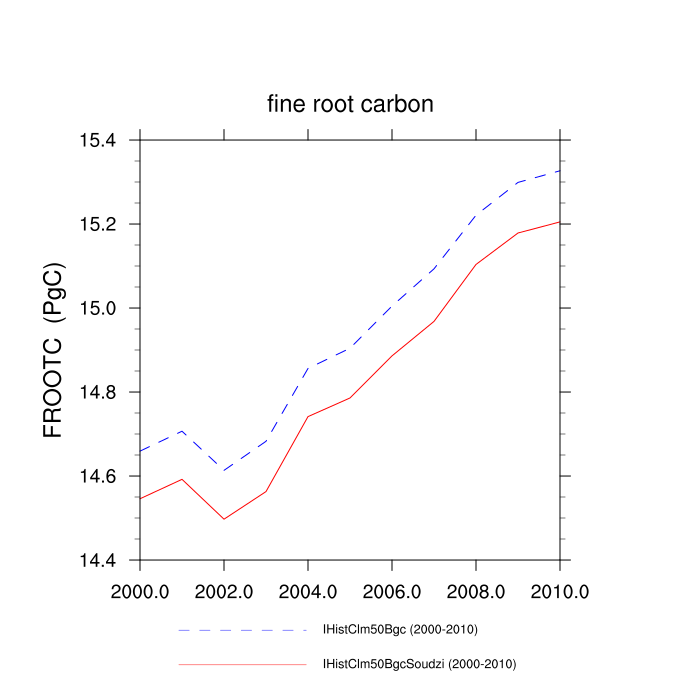 fine root carbon
15.4
15.2
15.0
14.8
14.6
14.4
FROOTC (PgC)
2000.0 2002.0 2004.0 2006.0 2008.0 2010.0
IHistClm50Bgc (2000-2010)
IHistClm50BgcSoudzi (2000-2010)